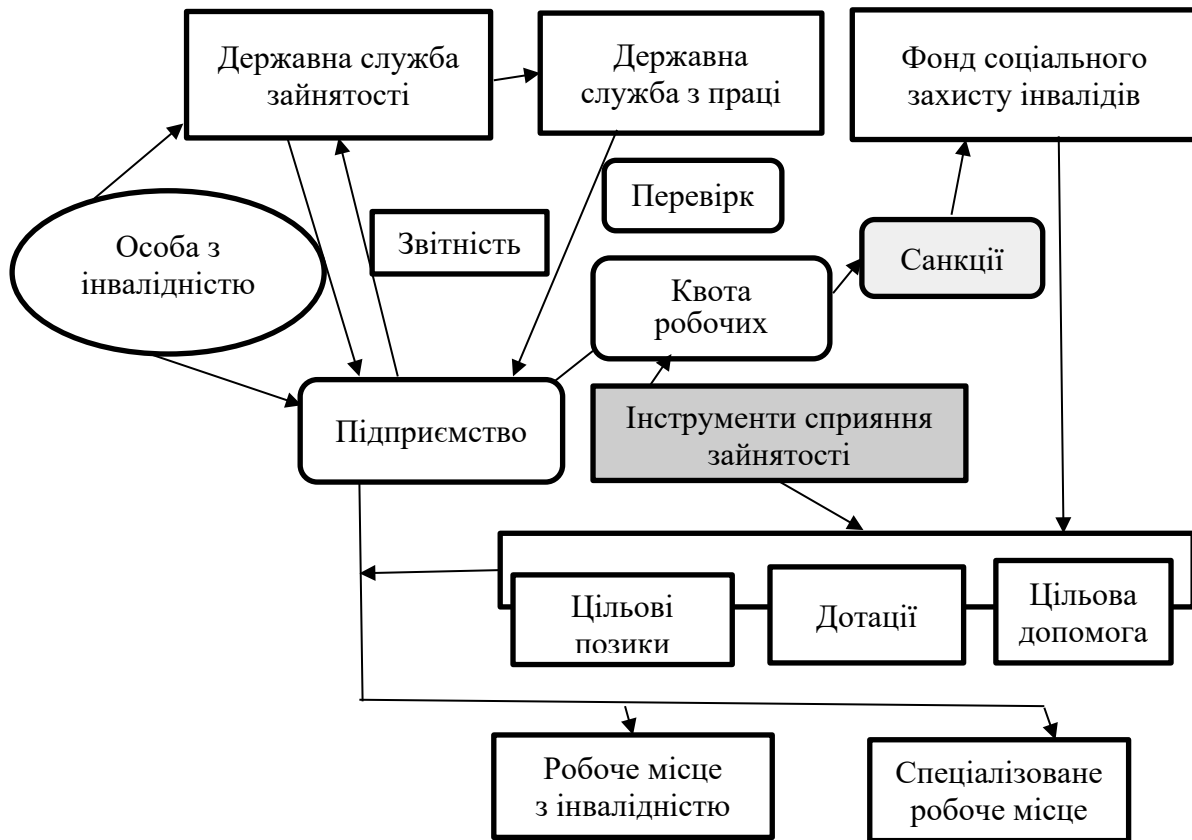 Державна служба
зайнятості
Державна
служба з праці
Фонд соціального
захисту інвалідів
Перевірк
Особа з
інвалідністю
Звітність
Санкції
Квота
робочих
Підприємство
Інструменти сприяння
зайнятості
Цільові
позики
Дотації
Цільова
допомога
Робоче місце
з інвалідністю
Спеціалізоване
робоче місце